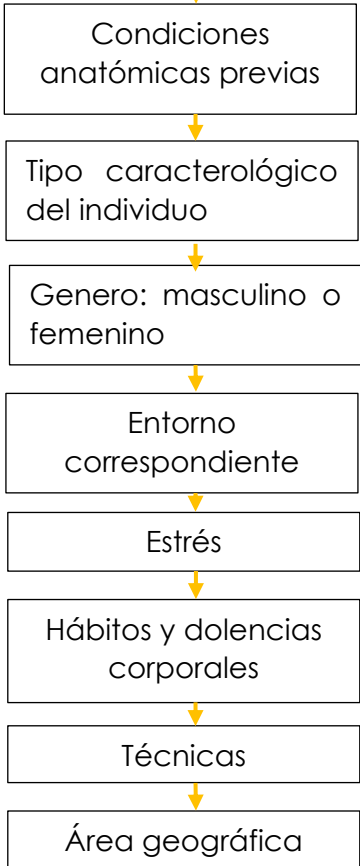 Condiciones
anatómicas previas
Tipo caracterológico
del individuo
Genero: masculino o
femenino
Entorno
correspondiente
Estrés
Hábitos y dolencias
corporales
Técnicas
Área geográfica